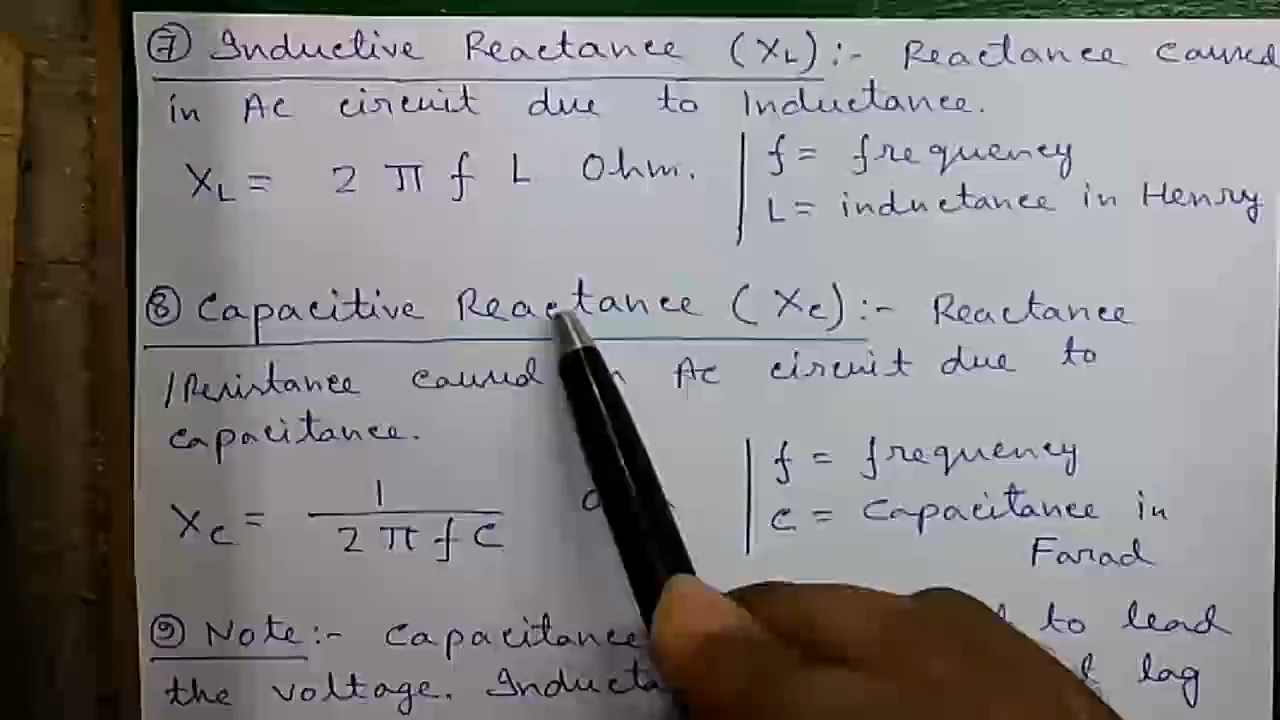 ⑦ Inductive Reactance (XL):- Reactance caused
in AC circuit due to Inductance.
XL = 2 π f L Ohm.
f = frequency
L = inductance in Henry
⑧ Capacitive Reactance (Xc):- Reactance
/Resistance caused AC circuit due to
capacitance.
Xc = 1 / 2 π f C
f = frequency
C = Capacitance in
Farad
⑨ Note:- Capacitance to lead
the voltage. lag